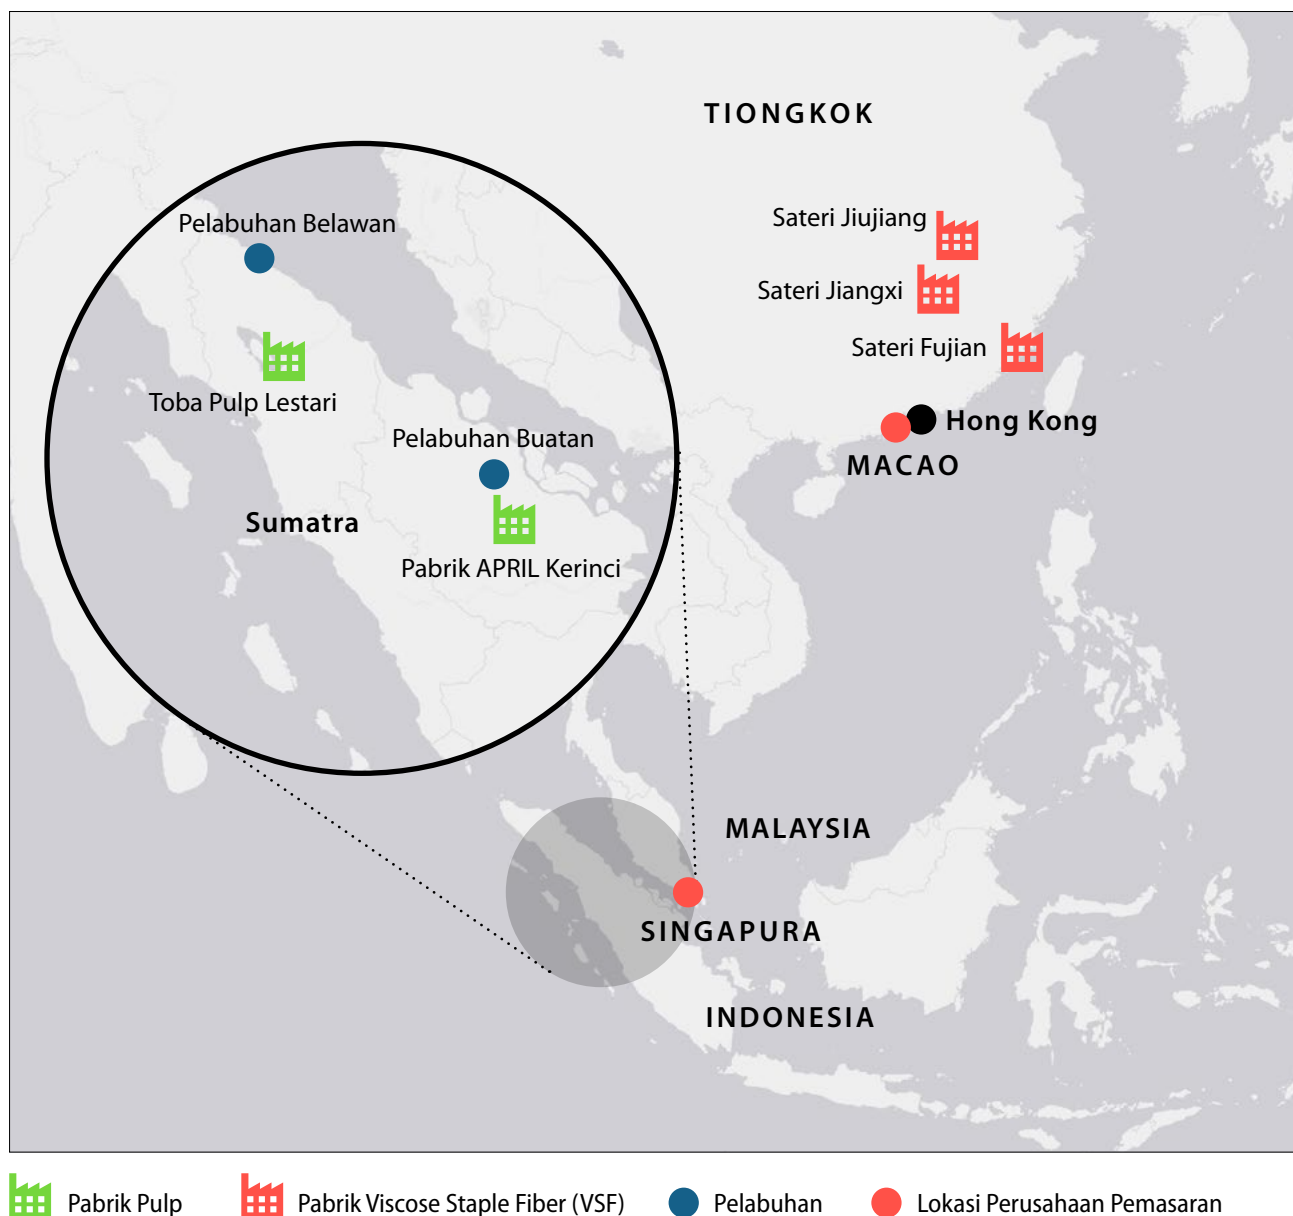 TIONGKOK
Pelabuhan Belawan
Sateri Jiujiang
Sateri Jiangxi
Sateri Fujian
Toba Pulp Lestari
Hong Kong
Pelabuhan Buatan
MACAO
Sumatra
Pabrik APRIL Kerinci
MALAYSIA
SINGAPURA
INDONESIA
Pabrik Pulp
Pabrik Viscose Staple Fiber (VSF)
Pelabuhan
Lokasi Perusahaan Pemasaran